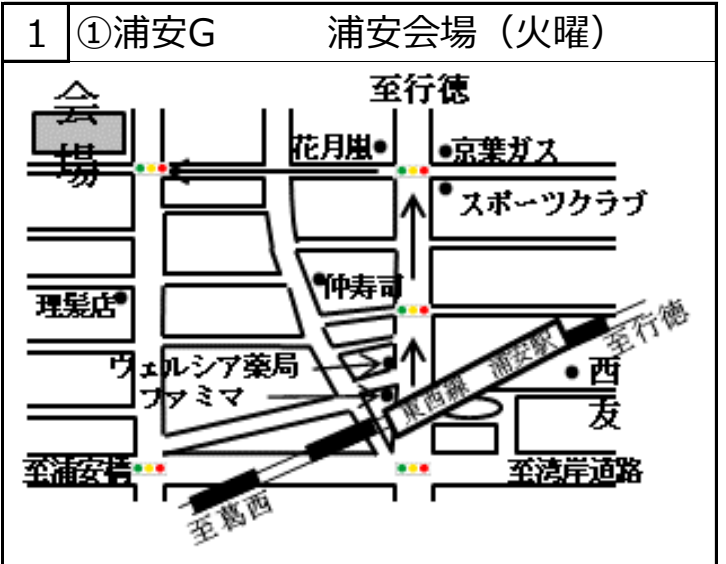 1 ①浦安G 浦安会場（火曜）
会場
至行徳
花月嵐
京葉ガス
スポーツクラブ
仲寿司
理髪店
至行徳
ウェルシア薬局
ファミマ
東西線 浦安駅
西友
至浦安橋
至湾岸道路
至葛西